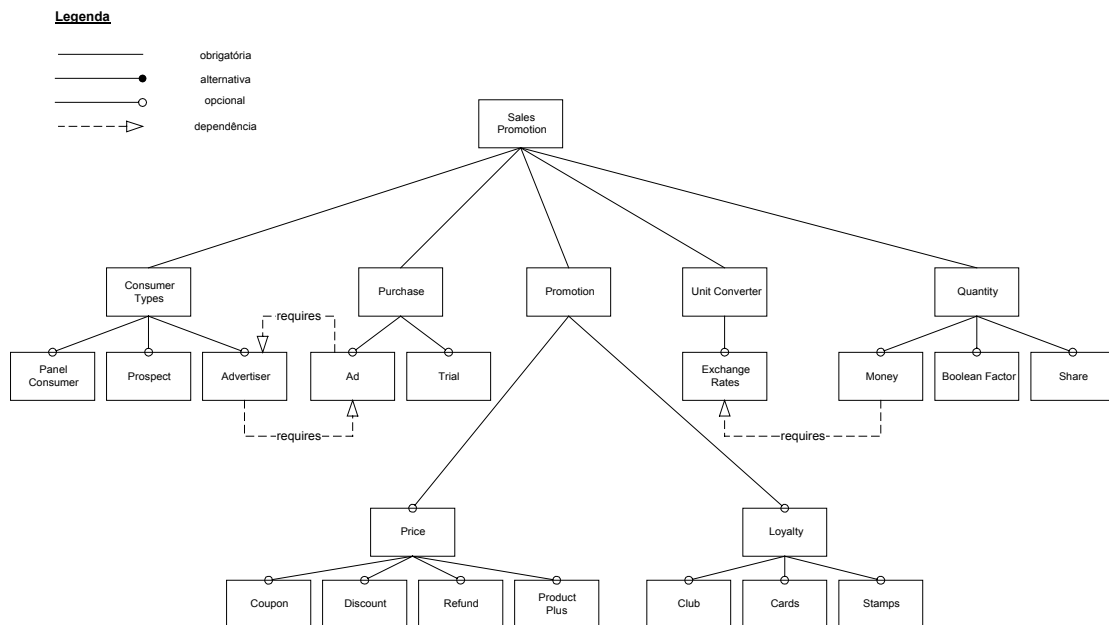 Legenda
obrigatória
alternativa
opcional
dependência
Sales
Promotion
Consumer
Types
Purchase
Promotion
Unit Converter
Quantity
requires
Panel
Consumer
Prospect
Advertiser
Ad
Trial
Exchange
Rates
Money
Boolean Factor
Share
requires
requires
Price
Loyalty
Coupon
Discount
Refund
Product
Plus
Club
Cards
Stamps